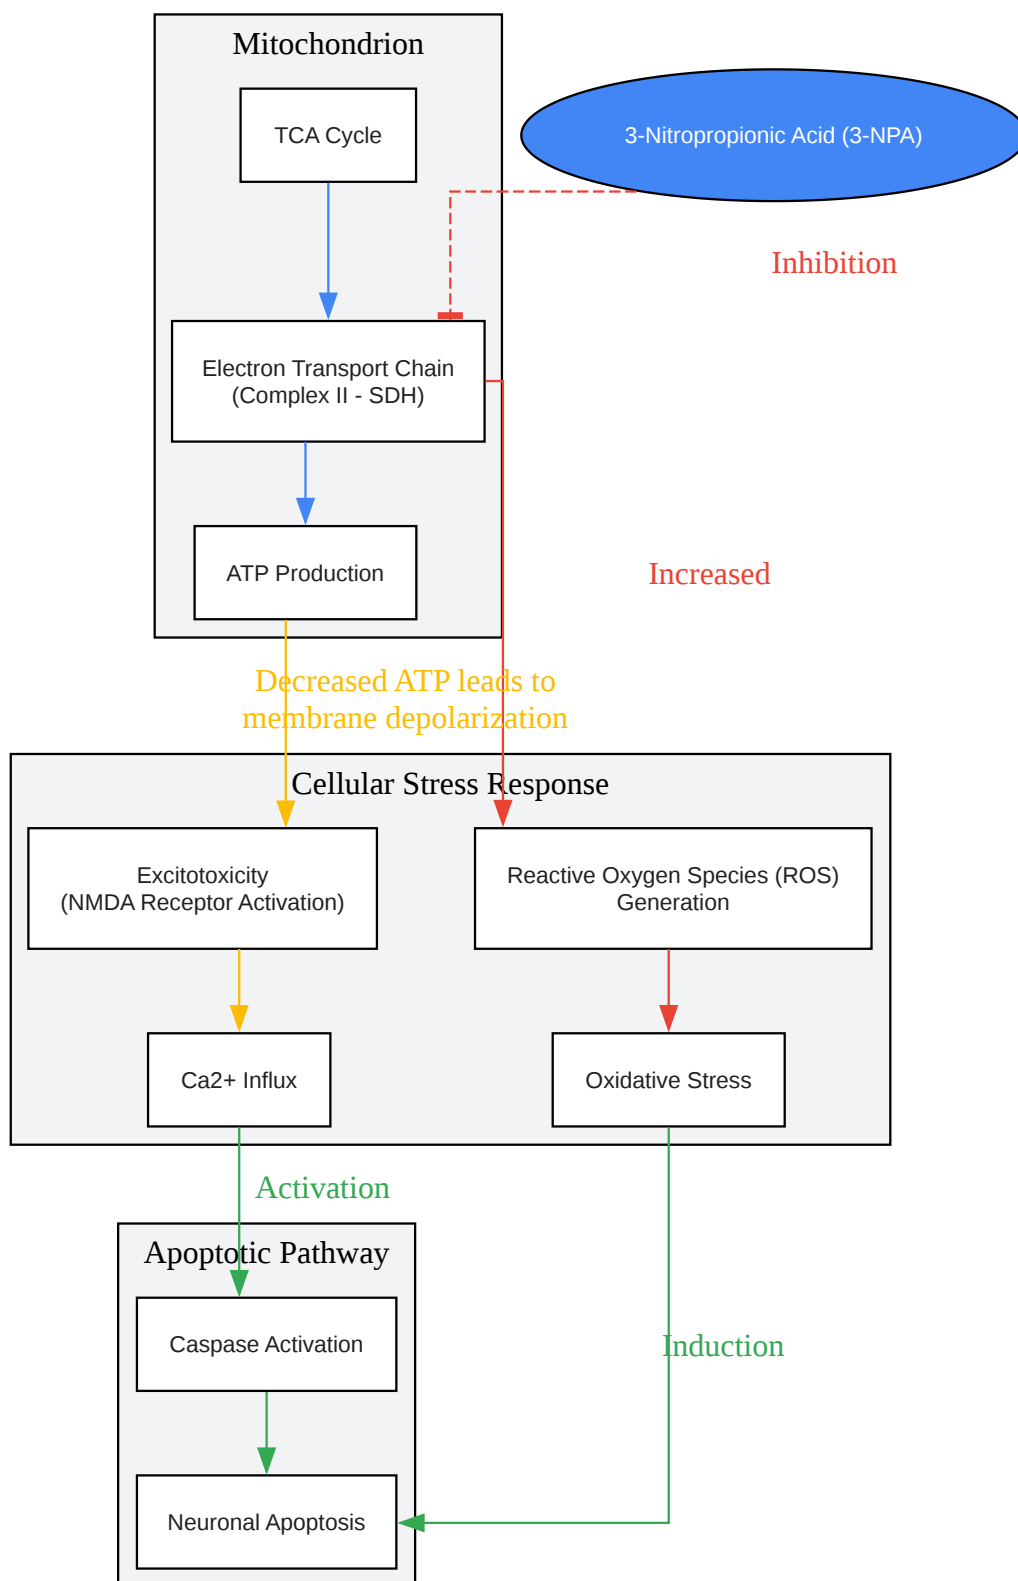 Mitochondrion
TCA Cycle
3-Nitropropionic Acid (3-NPA)
Inhibition
Electron Transport Chain
(Complex II - SDH)
ATP Production
Increased
Decreased ATP leads to
membrane depolarization
Cellular Stress Response
Excitotoxicity
(NMDA Receptor Activation)
Reactive Oxygen Species (ROS)
Generation
Ca2+ Influx
Oxidative Stress
Activation
Apoptotic Pathway
Caspase Activation
Induction
Neuronal Apoptosis